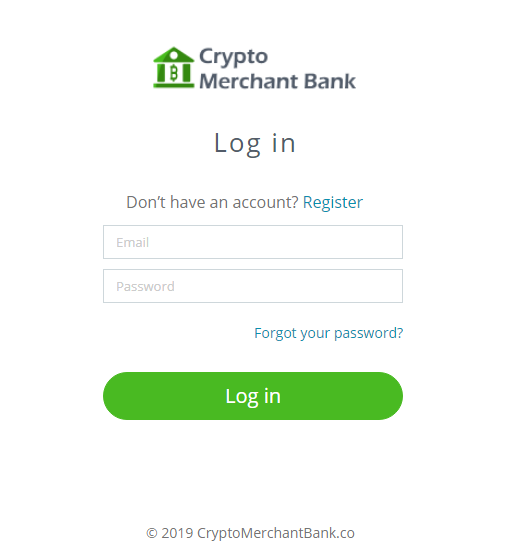 Crypto
Merchant Bank
Log in
Don’t have an account? Register
Email
Password
Forgot your password?
Log in
© 2019 CryptoMerchantBank.co